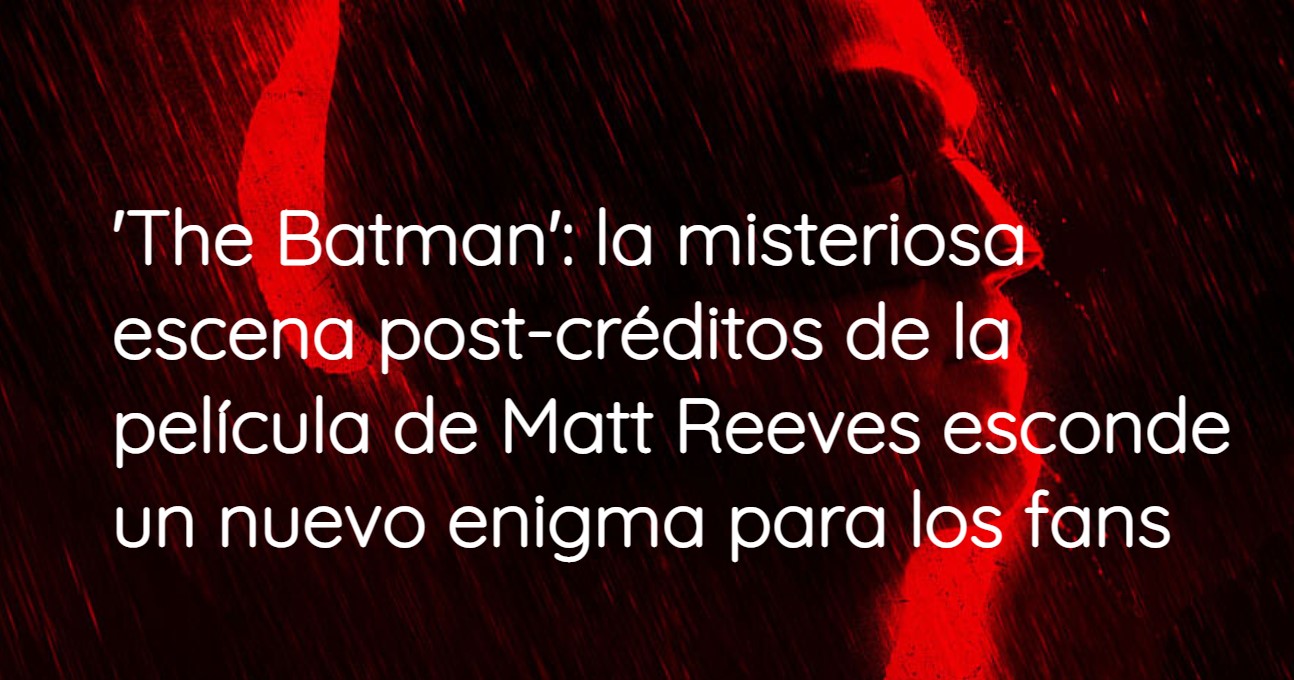 'The Batman': la misteriosa
escena post-créditos de la
película de Matt Reeves esconde
un nuevo enigma para los fans